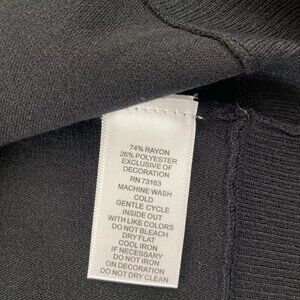 74% RAYON
26% POLYESTER
EXCLUSIVE OF
DECORATION
RN 73163
MACHINE WASH
COLD
GENTLE CYCLE
INSIDE OUT
WITH LIKE COLORS
DO NOT BLEACH
DRY FLAT
COOL IRON
IF NECESSARY
DO NOT IRON
ON DECORATION
DO NOT DRY CLEAN